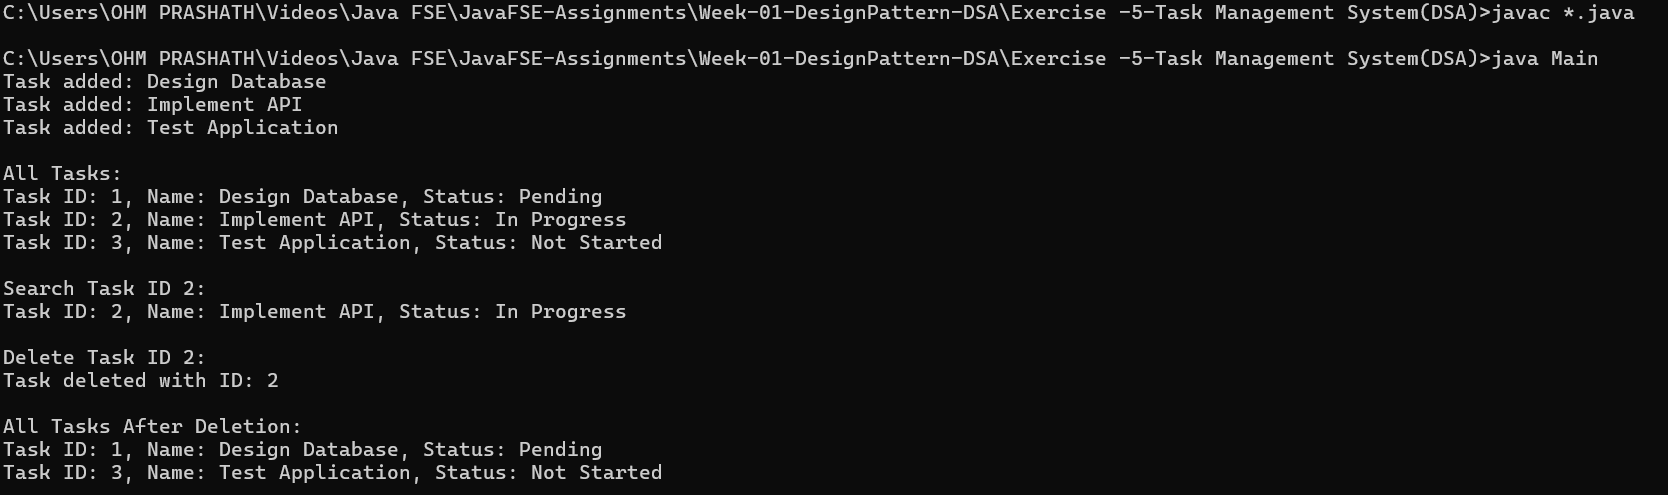 C:\Users\OHM PRASHATH\Videos\Java FSE\JavaFSE-Assignments\Week-01-DesignPattern-DSA\Exercise -5-Task Management System(DSA)>javac *.java
C:\Users\OHM PRASHATH\Videos\Java FSE\JavaFSE-Assignments\Week-01-DesignPattern-DSA\Exercise -5-Task Management System(DSA)>java Main
Task added: Design Database
Task added: Implement API
Task added: Test Application
All Tasks:
Task ID: 1, Name: Design Database, Status: Pending
Task ID: 2, Name: Implement API, Status: In Progress
Task ID: 3, Name: Test Application, Status: Not Started
Search Task ID 2:
Task ID: 2, Name: Implement API, Status: In Progress
Delete Task ID 2:
Task deleted with ID: 2
All Tasks After Deletion:
Task ID: 1, Name: Design Database, Status: Pending
Task ID: 3, Name: Test Application, Status: Not Started